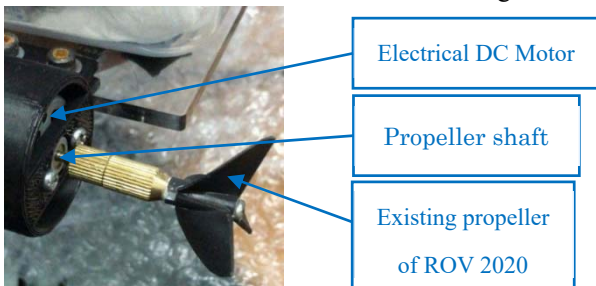 Electrical DC Motor
Propeller shaft
Existing propeller
of ROV 2020